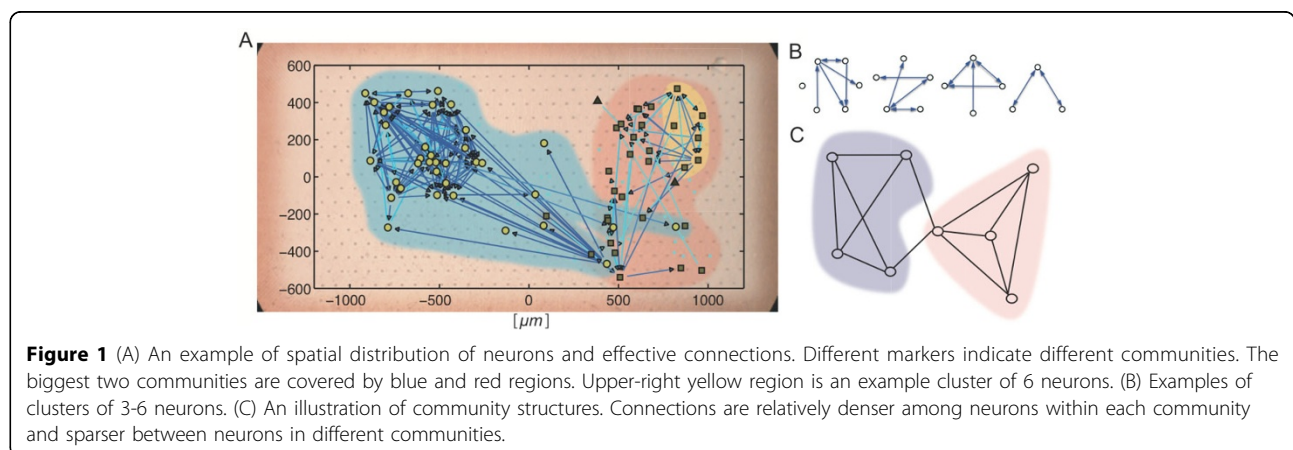 A
B
600
400
200
0
−200
−400
−600
−1000
−500
0
500
1000
[μm]
C
Figure 1 (A) An example of spatial distribution of neurons and effective connections. Different markers indicate different communities. The
biggest two communities are covered by blue and red regions. Upper-right yellow region is an example cluster of 6 neurons. (B) Examples of
clusters of 3-6 neurons. (C) An illustration of community structures. Connections are relatively denser among neurons within each community
and sparser between neurons in different communities.